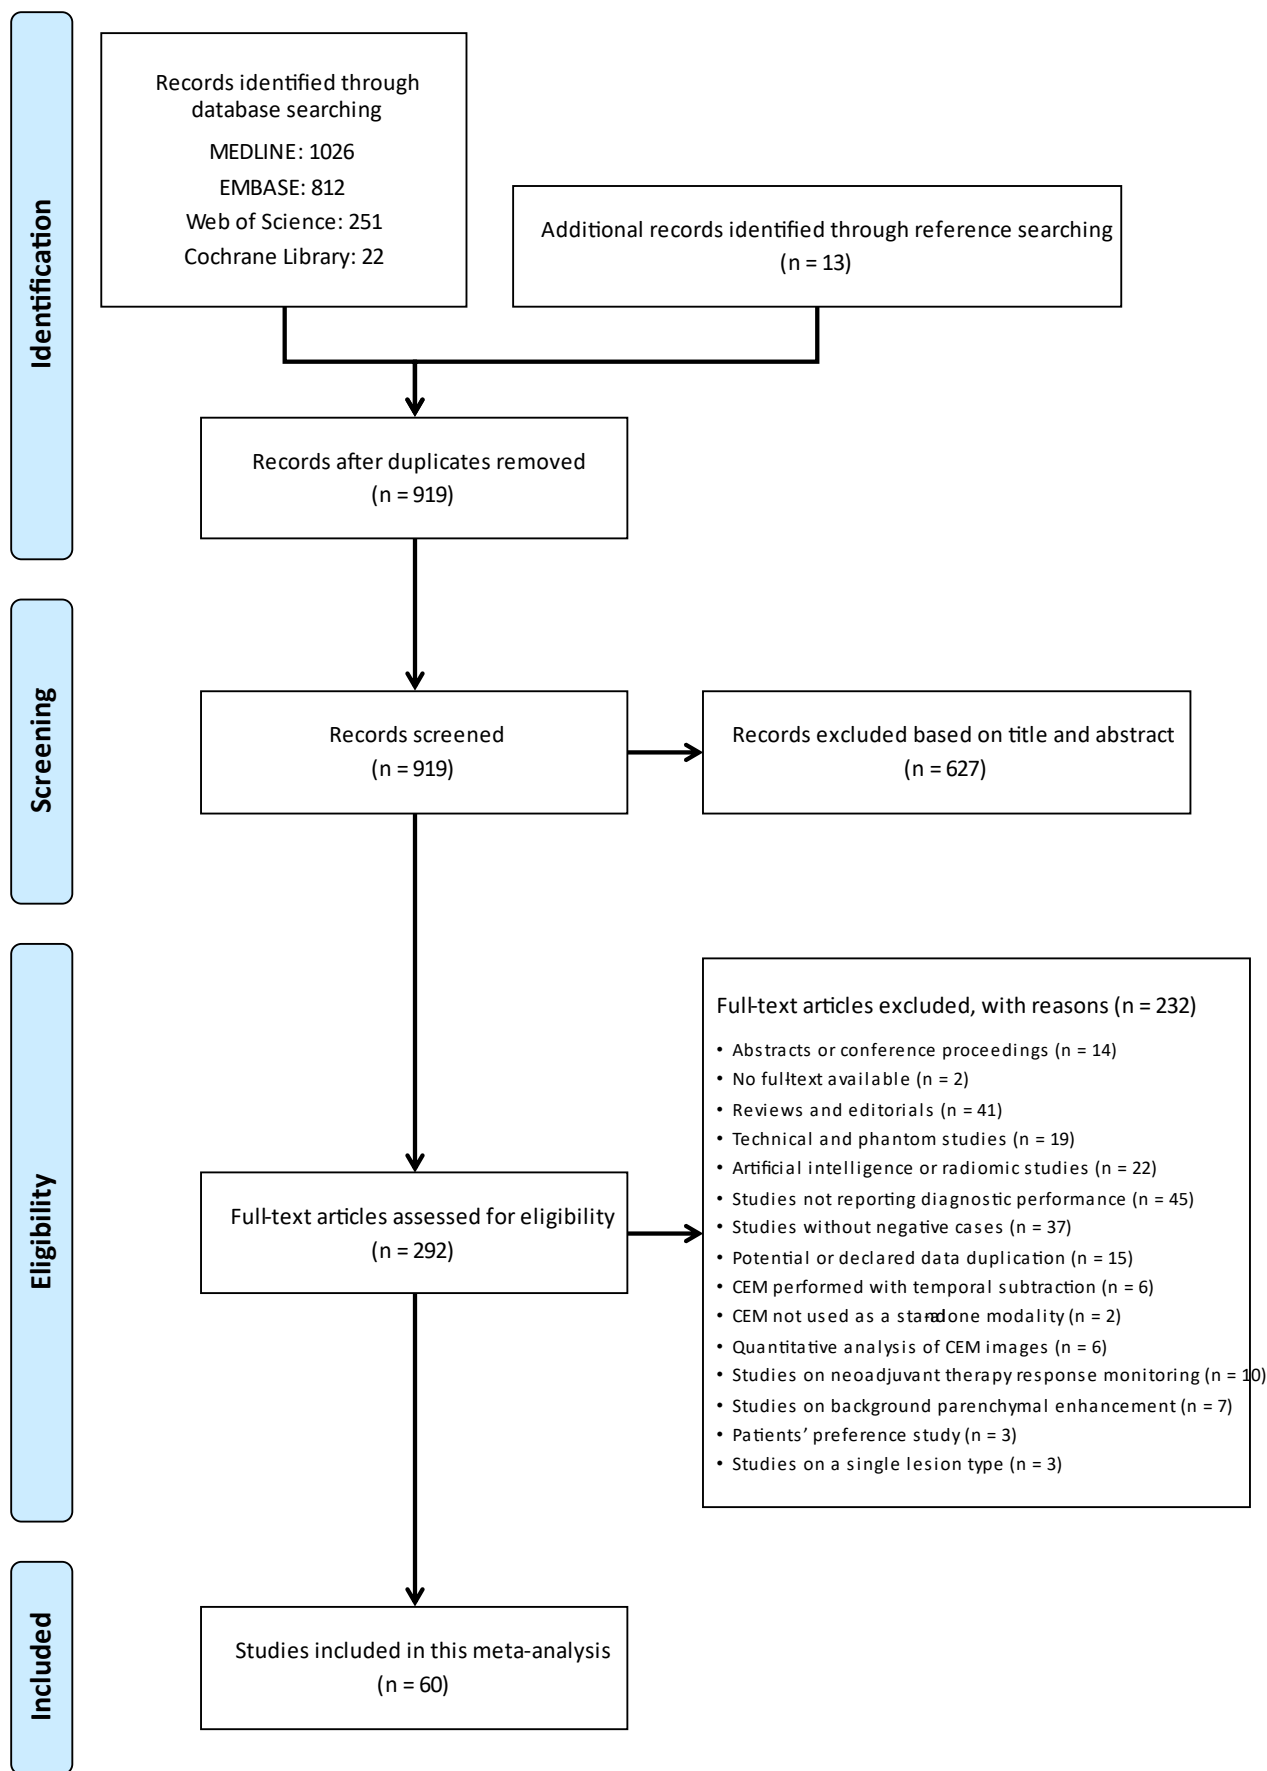 Identification
Records identified through
database searching
MEDLINE: 1026
EMBASE: 812
Web of Science: 251
Cochrane Library: 22
Additional records identified through reference searching
(n = 13)
Records after duplicates removed
(n = 919)
Screening
Records screened
(n = 919)
Records excluded based on title and abstract
(n = 627)
Eligibility
Full-text articles assessed for eligibility
(n = 292)
Full-text articles excluded, with reasons (n = 232)
• Abstracts or conference proceedings (n = 14)
• No full-text available (n = 2)
• Reviews and editorials (n = 41)
• Technical and phantom studies (n = 19)
• Artificial intelligence or radiomic studies (n = 22)
• Studies not reporting diagnostic performance (n = 45)
• Studies without negative cases (n = 37)
• Potential or declared data duplication (n = 15)
• CEM performed with temporal subtraction (n = 6)
• CEM not used as a stand-alone modality (n = 2)
• Quantitative analysis of CEM images (n = 6)
• Studies on neoadjuvant therapy response monitoring (n = 10)
• Studies on background parenchymal enhancement (n = 7)
• Patients’ preference study (n = 3)
• Studies on a single lesion type (n = 3)
Included
Studies included in this meta-analysis
(n = 60)